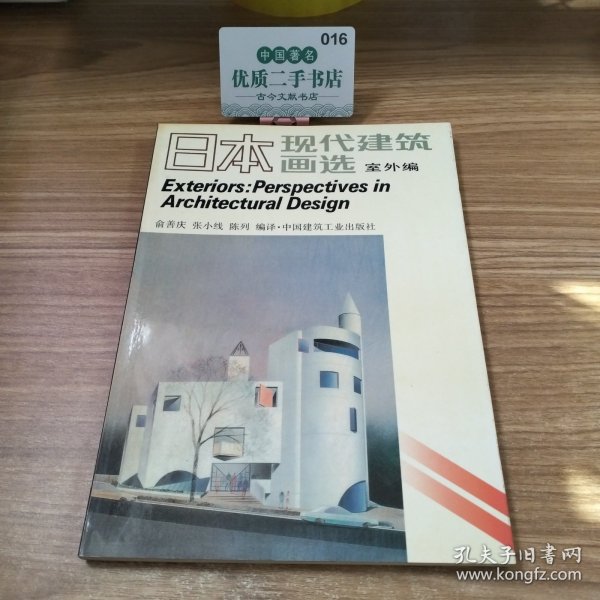 016
中国著名
优质二手书店
古今文献书店
日本 现代建筑
画选 室外编
Exteriors:Perspectives in
Architectural Design
俞善庆 张小线 陈列 编译·中国建筑工业出版社
孔夫子旧书网
www.kongfz.com